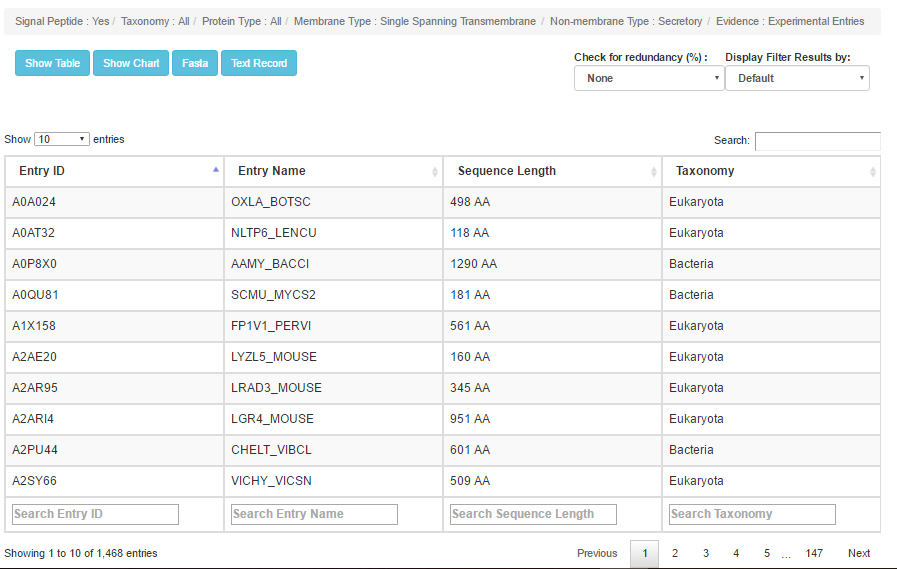 Signal Peptide : Yes / Taxonomy : All / Protein Type : All / Membrane Type : Single Spanning Transmembrane / Non-membrane Type : Secretory / Evidence : Experimental Entries
Check for redundancy (%) : Display Filter Results by:
Show Table Show Chart Fasta Text Record None Default
Show 10 entries Search:
Entry ID Entry Name Sequence Length Taxonomy
A0A024 OXLA_BOTSC 498 AA Eukaryota
A0AT32 NLTP6_LENCU 118 AA Eukaryota
A0P8X0 AAMY_BACCI 1290 AA Bacteria
A0QU81 SCMU_MYCS2 181 AA Bacteria
A1X158 FP1V1_PERVI 561 AA Eukaryota
A2AE20 LYZL5_MOUSE 160 AA Eukaryota
A2AR95 LRAD3_MOUSE 345 AA Eukaryota
A2ARI4 LGR4_MOUSE 951 AA Eukaryota
A2PU44 CHELT_VIBCL 601 AA Bacteria
A2SY66 VICHY_VICSN 509 AA Eukaryota
Search Entry ID Search Entry Name Search Sequence Length Search Taxonomy
Showing 1 to 10 of 1,468 entries Previous 1 2 3 4 5 ... 147 Next